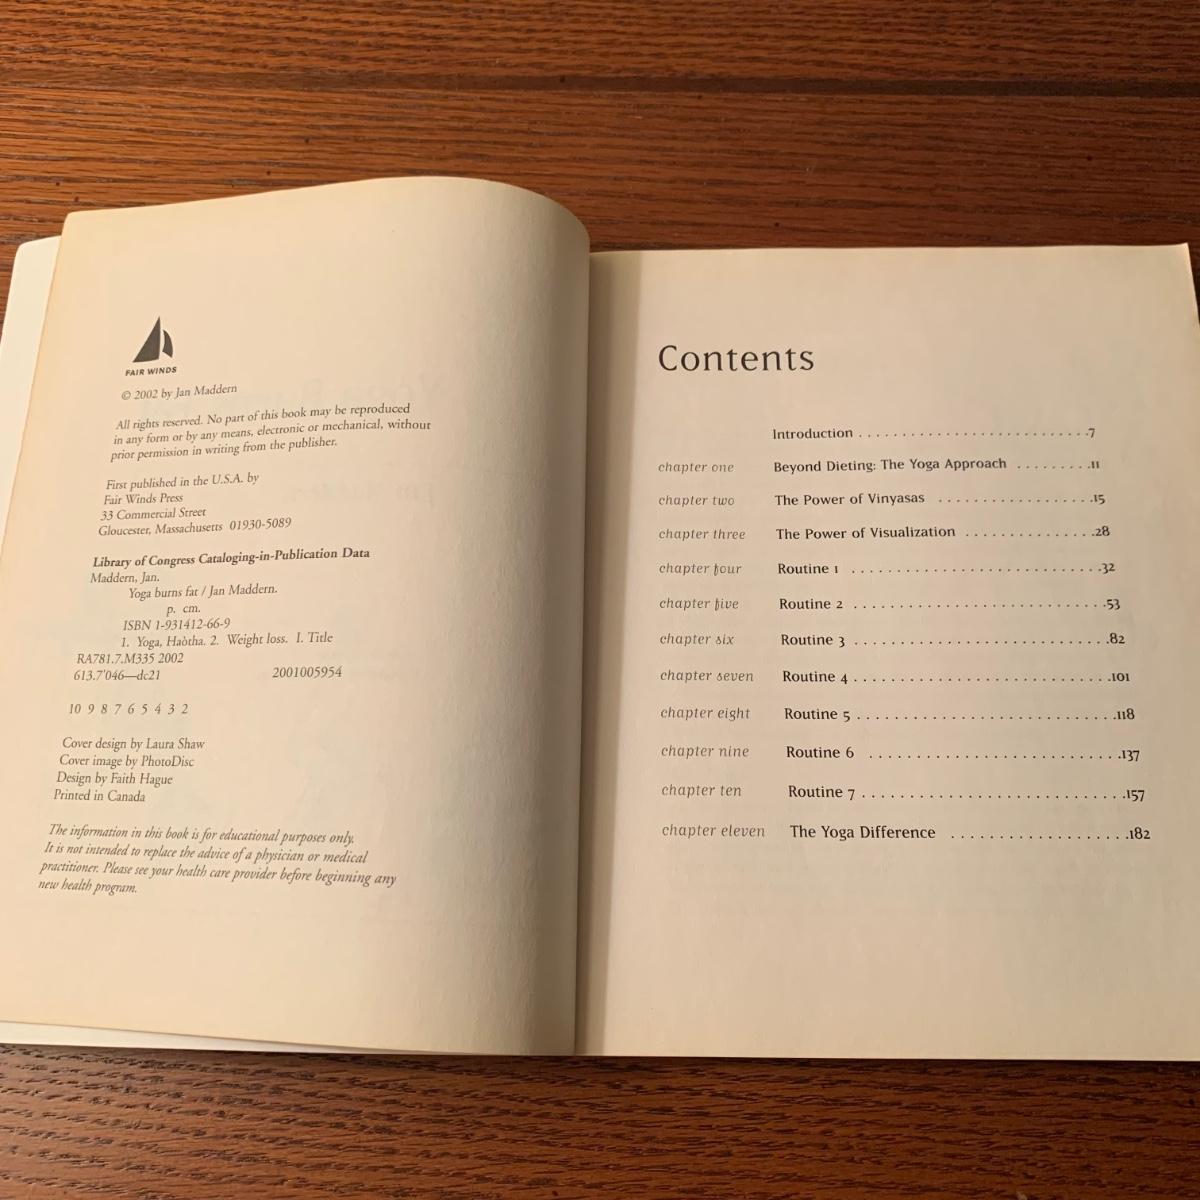 FAIR WINDS
© 2002 by Jan Maddern
All rights reserved. No part of this book may be reproduced
in any form or by any means, electronic or mechanical, without
prior permission in writing from the publisher.
First published in the U.S.A. by
Fair Winds Press
33 Commercial Street
Gloucester, Massachusetts 01930-5089
Library of Congress Cataloging-in-Publication Data
Maddern, Jan.
Yoga burns fat / Jan Maddern.
p. cm.
ISBN 1-931412-66-9
1. Yoga, Haòtha. 2. Weight loss. I. Title
RA781.7.M335 2002
613.7'046—dc21 2001005954
10 9 8 7 6 5 4 3 2
Cover design by Laura Shaw
Cover image by PhotoDisc
Design by Faith Hague
Printed in Canada
The information in this book is for educational purposes only.
It is not intended to replace the advice of a physician or medical
practitioner. Please see your health care provider before beginning any
new health program.
Contents
Introduction . . . . . . . . . . . . . . . . . . . . . . . . . . .7
chapter one Beyond Dieting: The Yoga Approach . . . . . . . . .11
chapter two The Power of Vinyasas . . . . . . . . . . . . . . . . . .15
chapter three The Power of Visualization . . . . . . . . . . . . . . .28
chapter four Routine 1 . . . . . . . . . . . . . . . . . . . . . . . . . . . . .32
chapter five Routine 2 . . . . . . . . . . . . . . . . . . . . . . . . . . . . .53
chapter six Routine 3 . . . . . . . . . . . . . . . . . . . . . . . . . . . . .82
chapter seven Routine 4 . . . . . . . . . . . . . . . . . . . . . . . . . . . . .101
chapter eight Routine 5 . . . . . . . . . . . . . . . . . . . . . . . . . . . . .118
chapter nine Routine 6 . . . . . . . . . . . . . . . . . . . . . . . . . . . . .137
chapter ten Routine 7 . . . . . . . . . . . . . . . . . . . . . . . . . . . . .157
chapter eleven The Yoga Difference . . . . . . . . . . . . . . . . . . .182